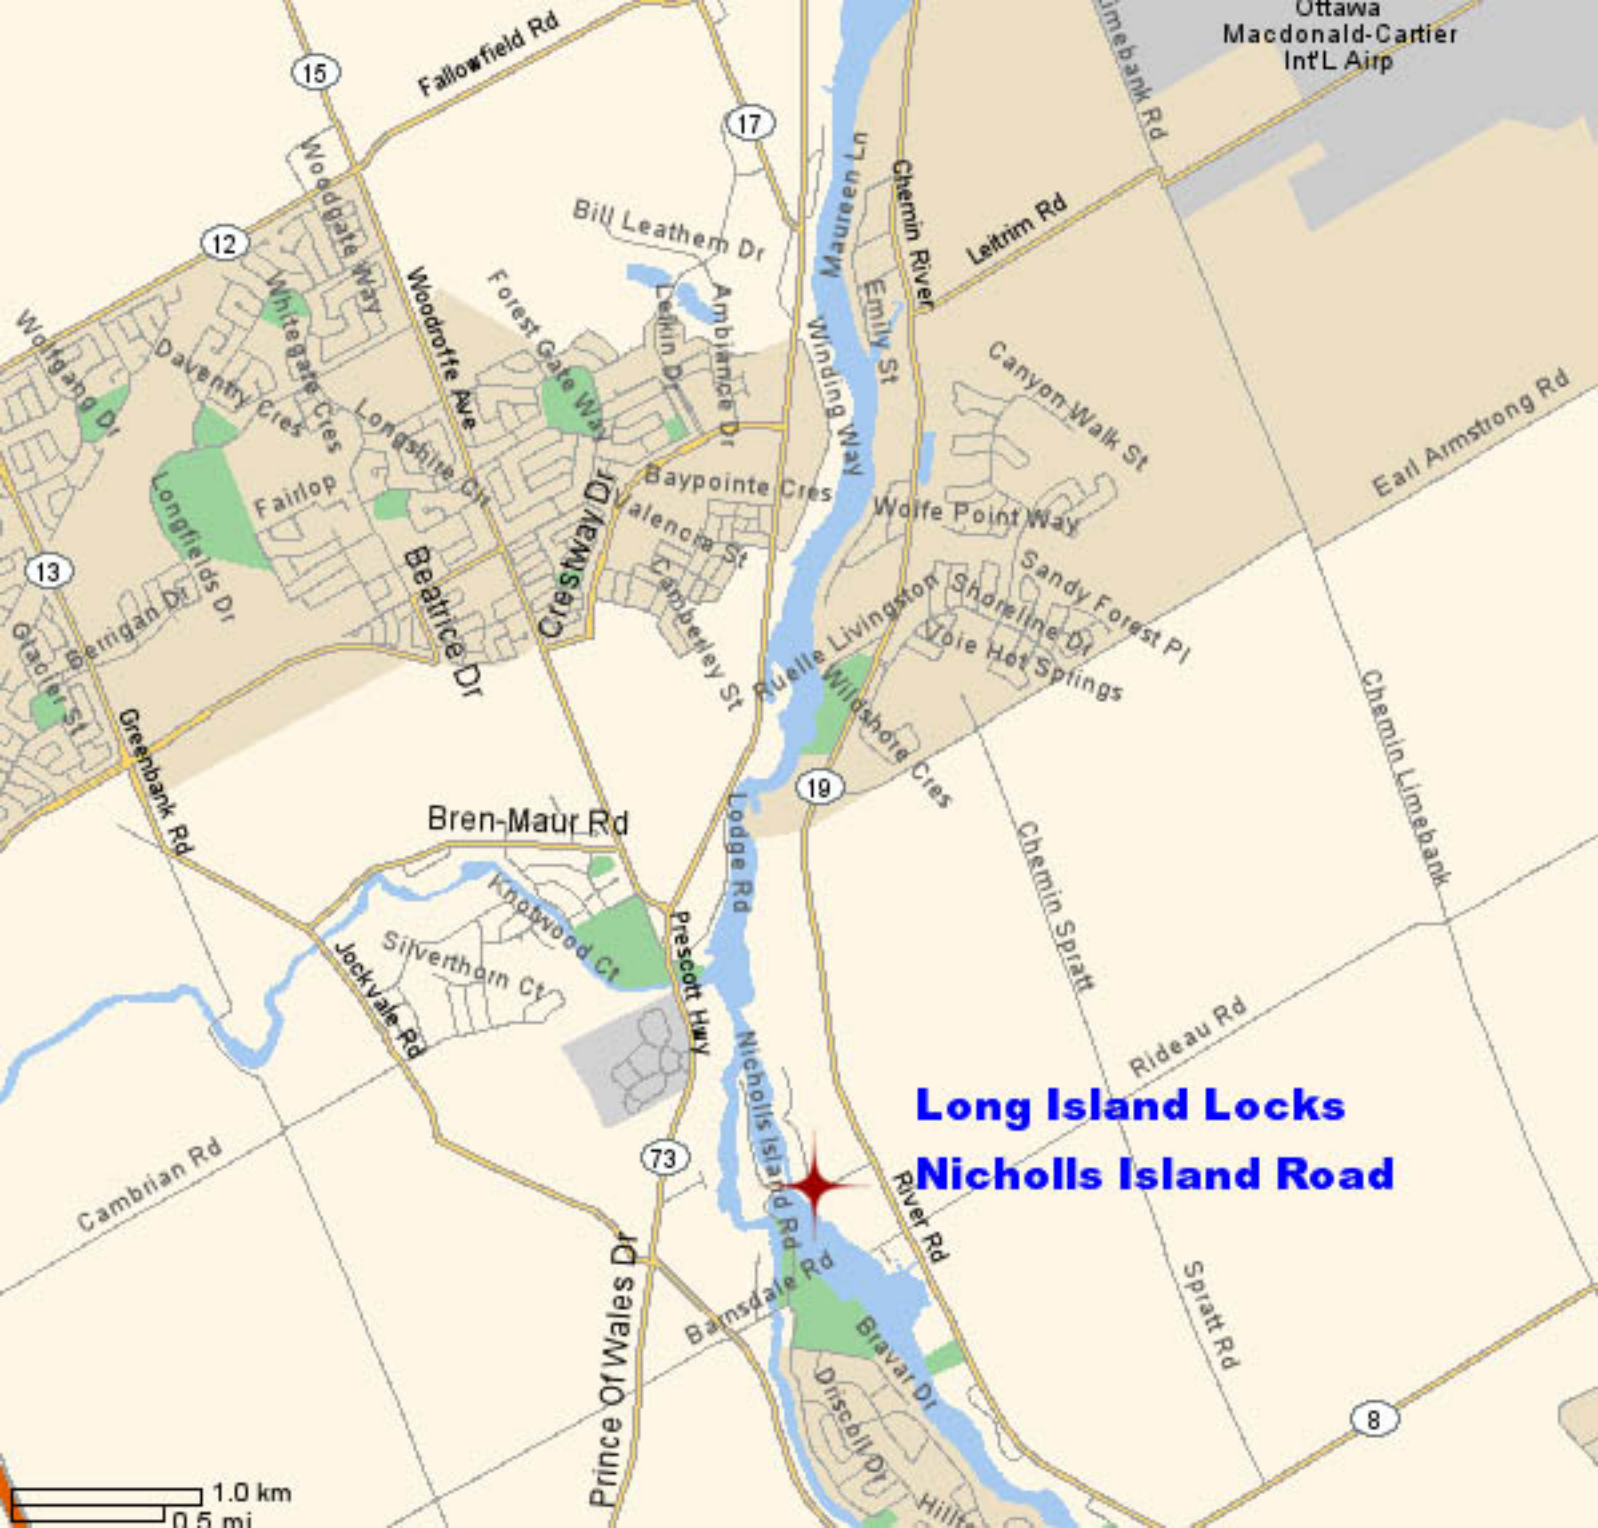 Ottawa
Macdonald-Cartier
Int'L Airp
Limebank Rd
15
Fallowfield Rd
17
Woodgate Way
Maureen Ln
Chemin River
Leitrim Rd
12
Bill Leathem Dr
Woodroffe Ave
Whitegate Cres
Forest Gate Way
Leikin Dr
Ambiance Dr
Emily St
Winding Way
Wolfgang Dr
Daventry Cres
Longshire Cir
Canyon Walk St
Earl Armstrong Rd
Longfields Dr
Fairlop
Crestway Dr
Baypointe Cres
Valencia St
Wolfe Point Way
13
Beatrice Dr
Camberley St
Sandy Forest Pl
Shoreline Dr
Ruelle Livingston
Voie Hot Springs
Berrigan Dr
Glacier St
Wildshore Cres
Chemin Limebank
Greenbank Rd
19
Bren-Maur Rd
Lodge Rd
Chemin Spratt
Knotwood Ct
Silverthorn Ct
Prescott Hwy
Jockvale Rd
Rideau Rd
Nicholls Island Rd
Long Island Locks
Nicholls Island Road
Cambrian Rd
73
River Rd
Prince Of Wales Dr
Barnsdale Rd
Spratt Rd
Bravar Dr
Driscoll Dr
8
1.0 km
0.5 mi